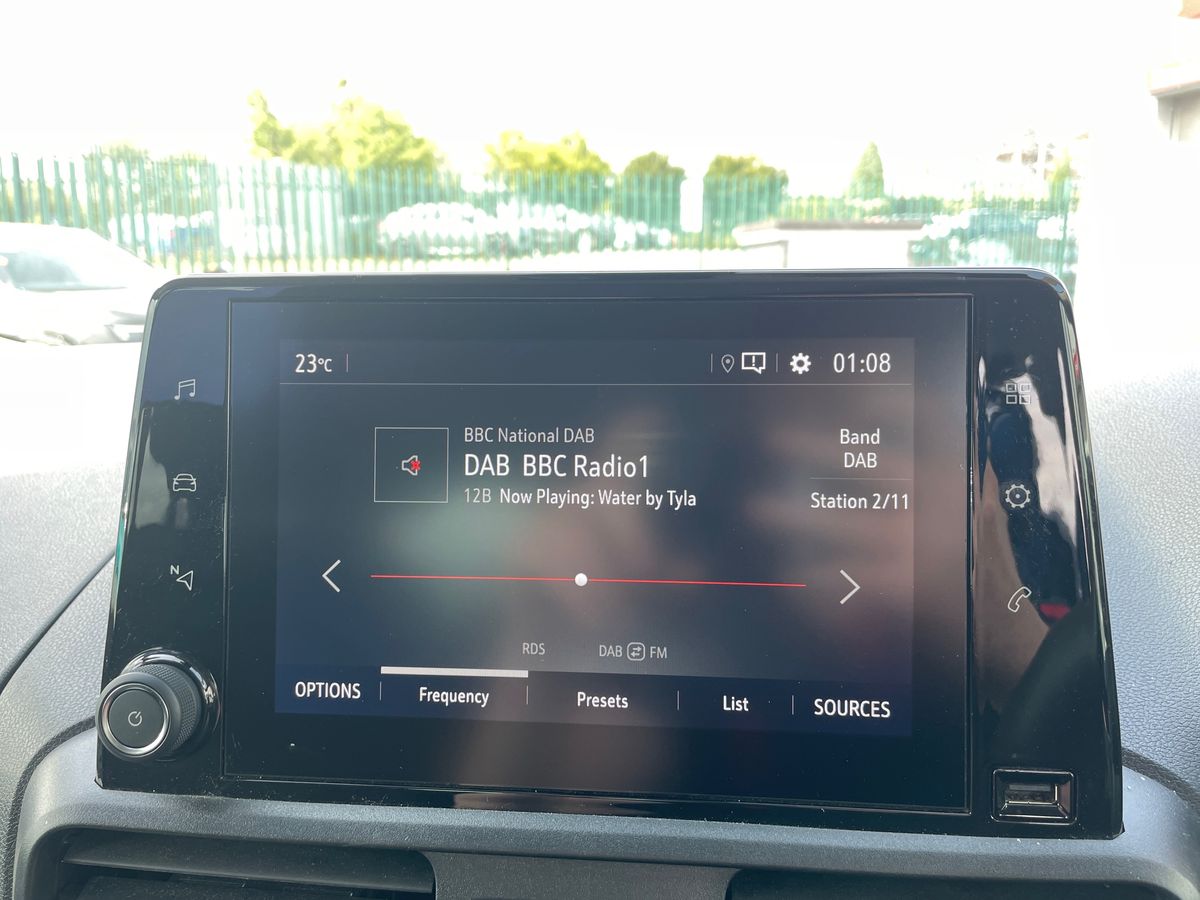 23°C
01:08
BBC National DAB
DAB BBC Radio1
12B Now Playing: Water by Tyla
Band
DAB
Station 2/11
N
RDS
DAB FM
OPTIONS
Frequency
Presets
List
SOURCES